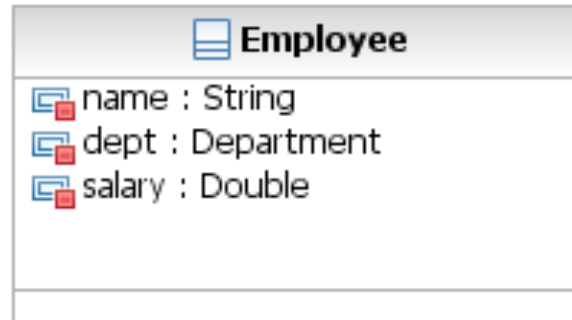 Employee
name : String
dept : Department
salary : Double